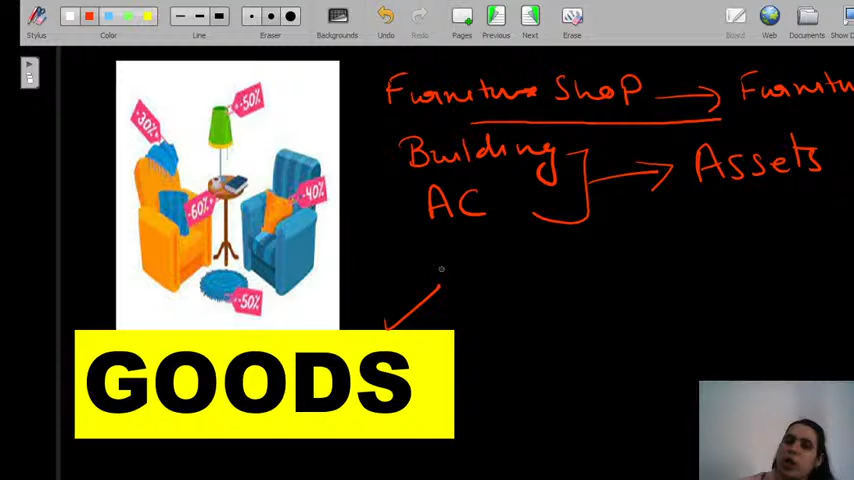 Stylus
Color
Line
Eraser
Backgrounds
Undo
Redo
Pages
Previous
Next
Erase
Board
Web
Documents
Show D
Furniture Shop → Furnitu
Building
AC
→ Assets
-50%
-30%
-40%
-60%
-50%
GOODS